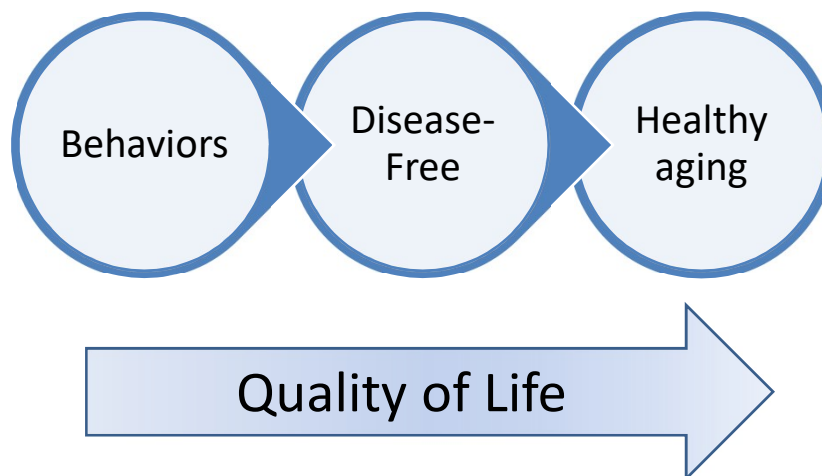 Behaviors
Disease-
Free
Healthy
aging
Quality of Life